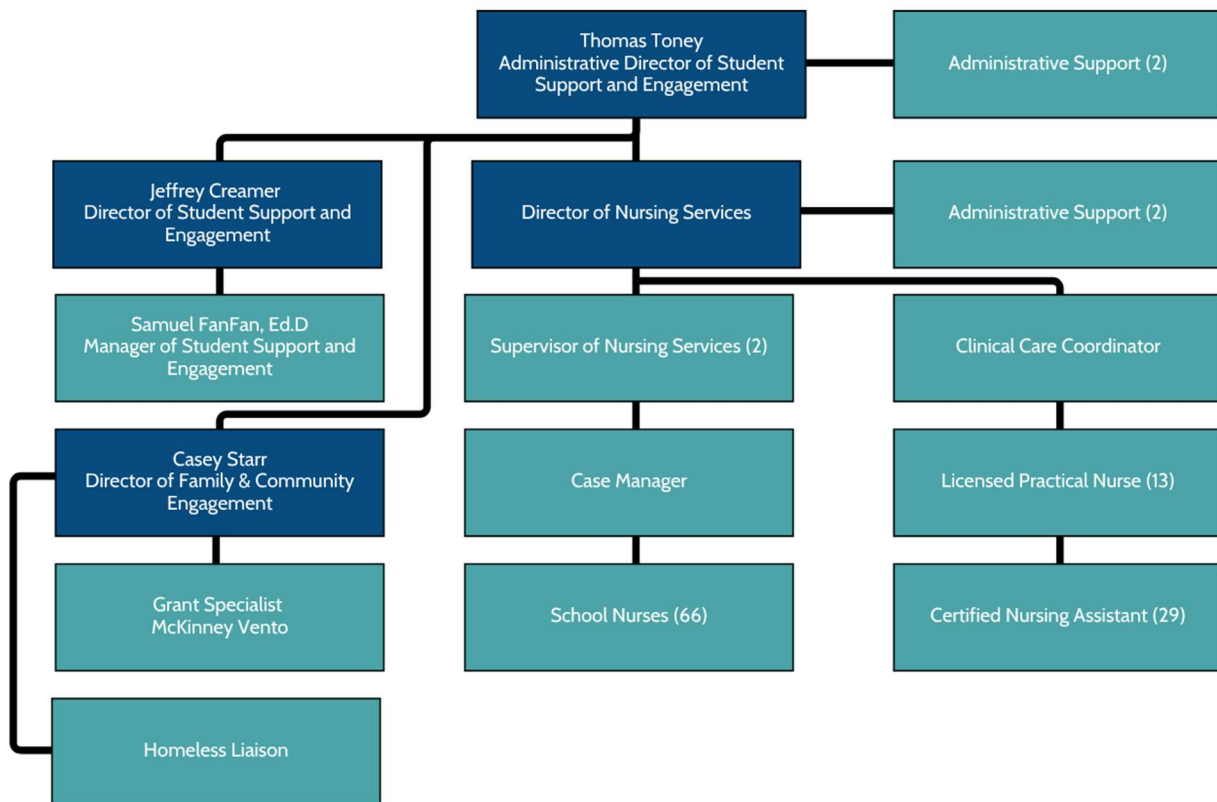 Thomas Toney
Administrative Director of Student
Support and Engagement
Administrative Support (2)
Jeffrey Creamer
Director of Student Support and
Engagement
Director of Nursing Services
Administrative Support (2)
Samuel FanFan, Ed.D
Manager of Student Support and
Engagement
Supervisor of Nursing Services (2)
Clinical Care Coordinator
Casey Starr
Director of Family & Community
Engagement
Case Manager
Licensed Practical Nurse (13)
Grant Specialist
McKinney Vento
School Nurses (66)
Certified Nursing Assistant (29)
Homeless Liaison